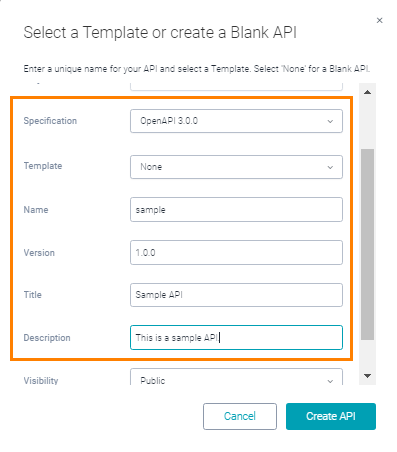 ×
Select a Template or create a Blank API
Enter a unique name for your API and select a Template. Select 'None' for a Blank API.
Specification OpenAPI 3.0.0
Template None
Name sample
Version 1.0.0
Title Sample API
Description This is a sample API
Visibility Public
Cancel Create API